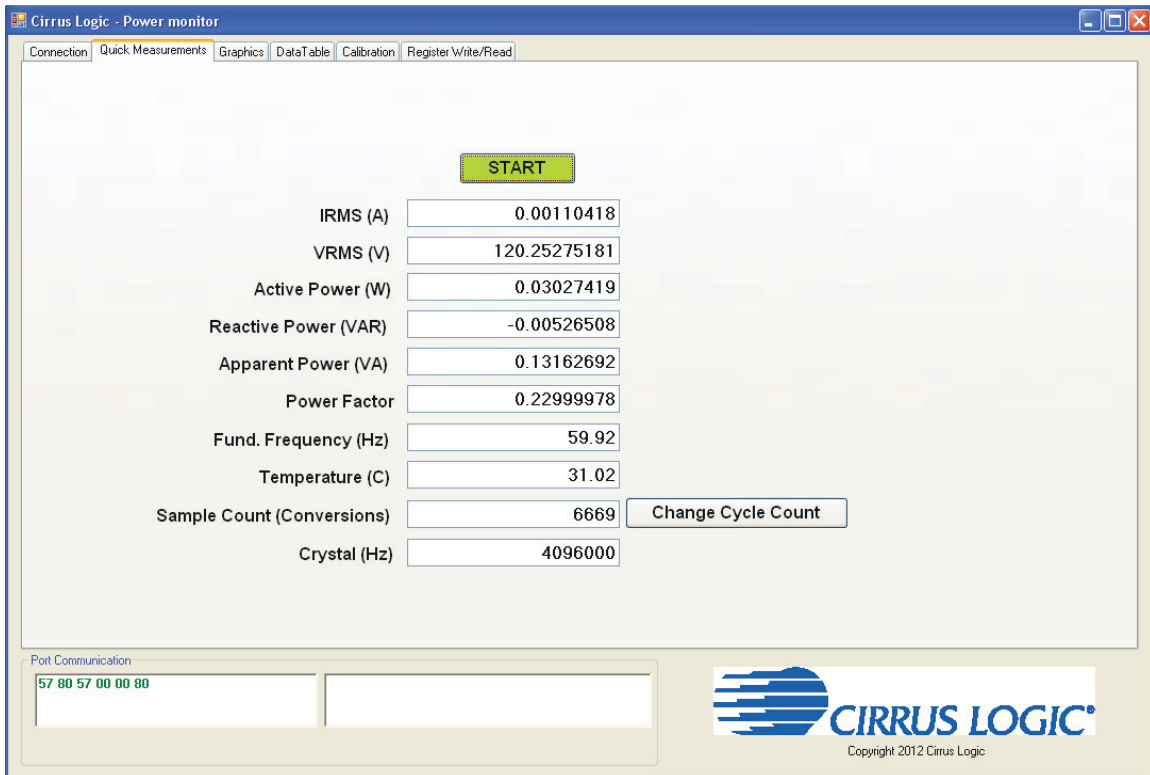 Cirrus Logic - Power monitor
Connection Quick Measurements Graphics DataTable Calibration Register Write/Read
START
IRMS (A) 0.00110418
VRMS (V) 120.25275181
Active Power (W) 0.03027419
Reactive Power (VAR) -0.00526508
Apparent Power (VA) 0.13162692
Power Factor 0.22999978
Fund. Frequency (Hz) 59.92
Temperature (C) 31.02
Sample Count (Conversions) 6669 Change Cycle Count
Crystal (Hz) 4096000
Port Communication
57 80 57 00 00 80
CIRRUS LOGIC®
Copyright 2012 Cirrus Logic